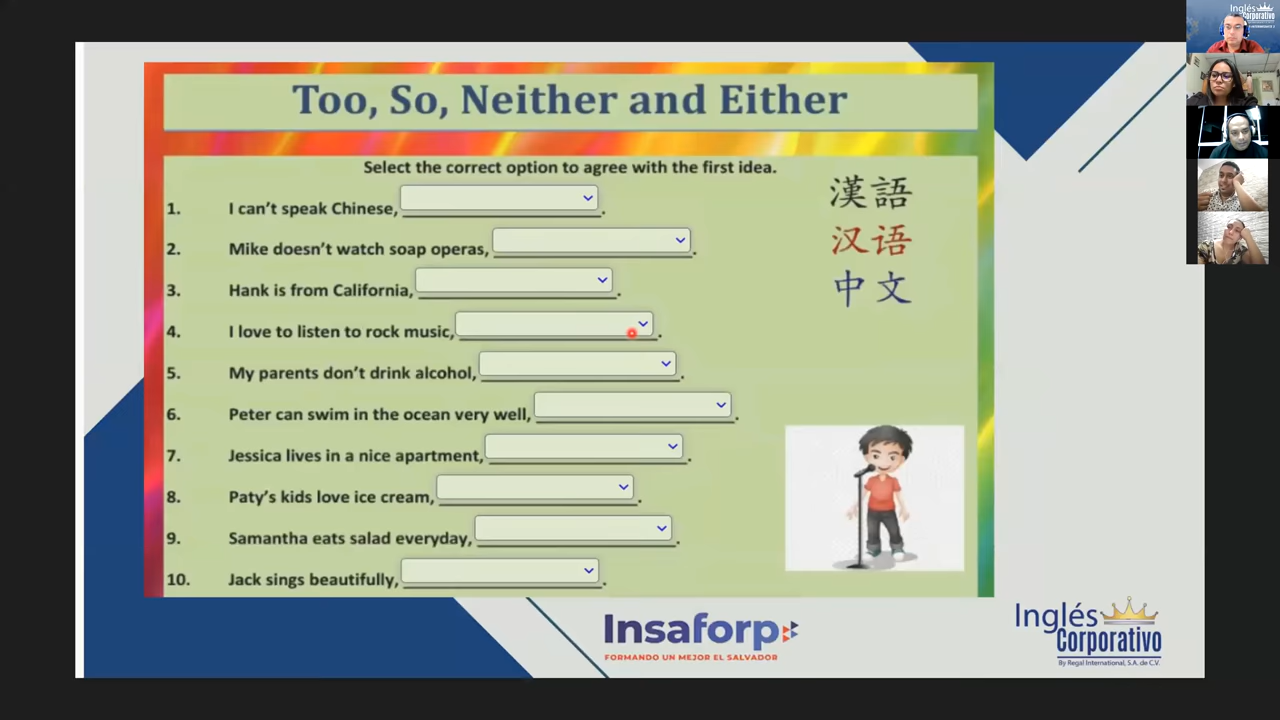 Inglés
Corporativo
Too, So, Neither and Either
Select the correct option to agree with the first idea.
1. I can't speak Chinese, .
2. Mike doesn't watch soap operas, .
3. Hank is from California, .
4. I love to listen to rock music, .
5. My parents don't drink alcohol, .
6. Peter can swim in the ocean very well, .
7. Jessica lives in a nice apartment, .
8. Paty's kids love ice cream, .
9. Samantha eats salad everyday, .
10. Jack sings beautifully, .
漢語
汉语
中文
Insaforp
FORMANDO UN MEJOR EL SALVADOR
Inglés
Corporativo
By Regal International, S.A. de C.V.